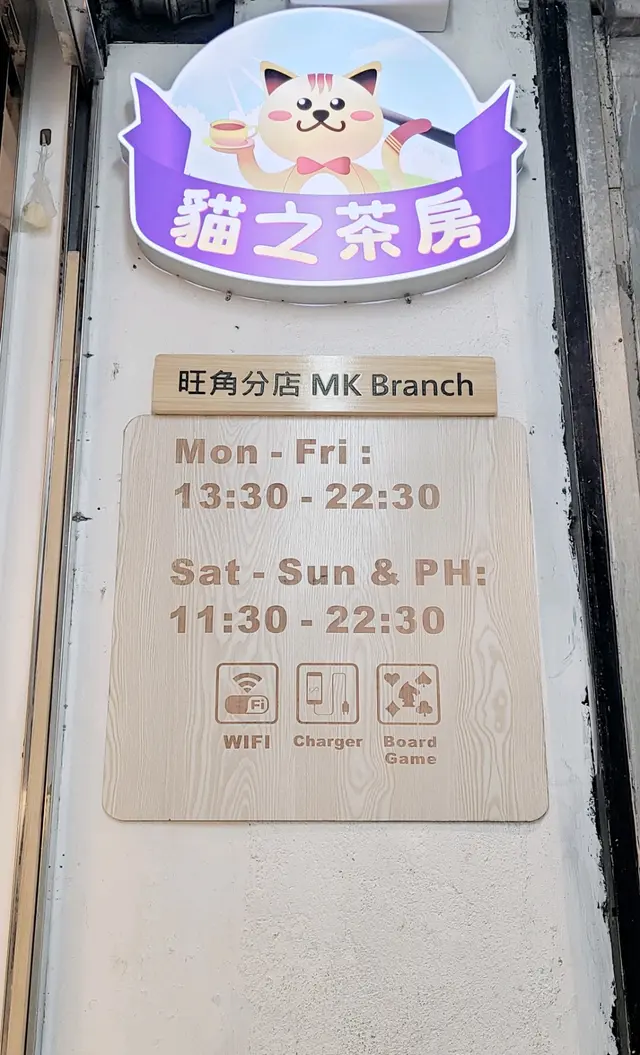 貓之茶房
旺角分店 MK Branch
Mon - Fri :
13:30 - 22:30
Sat - Sun & PH:
11:30 - 22:30
Fi
WIFI Charger Board
Game